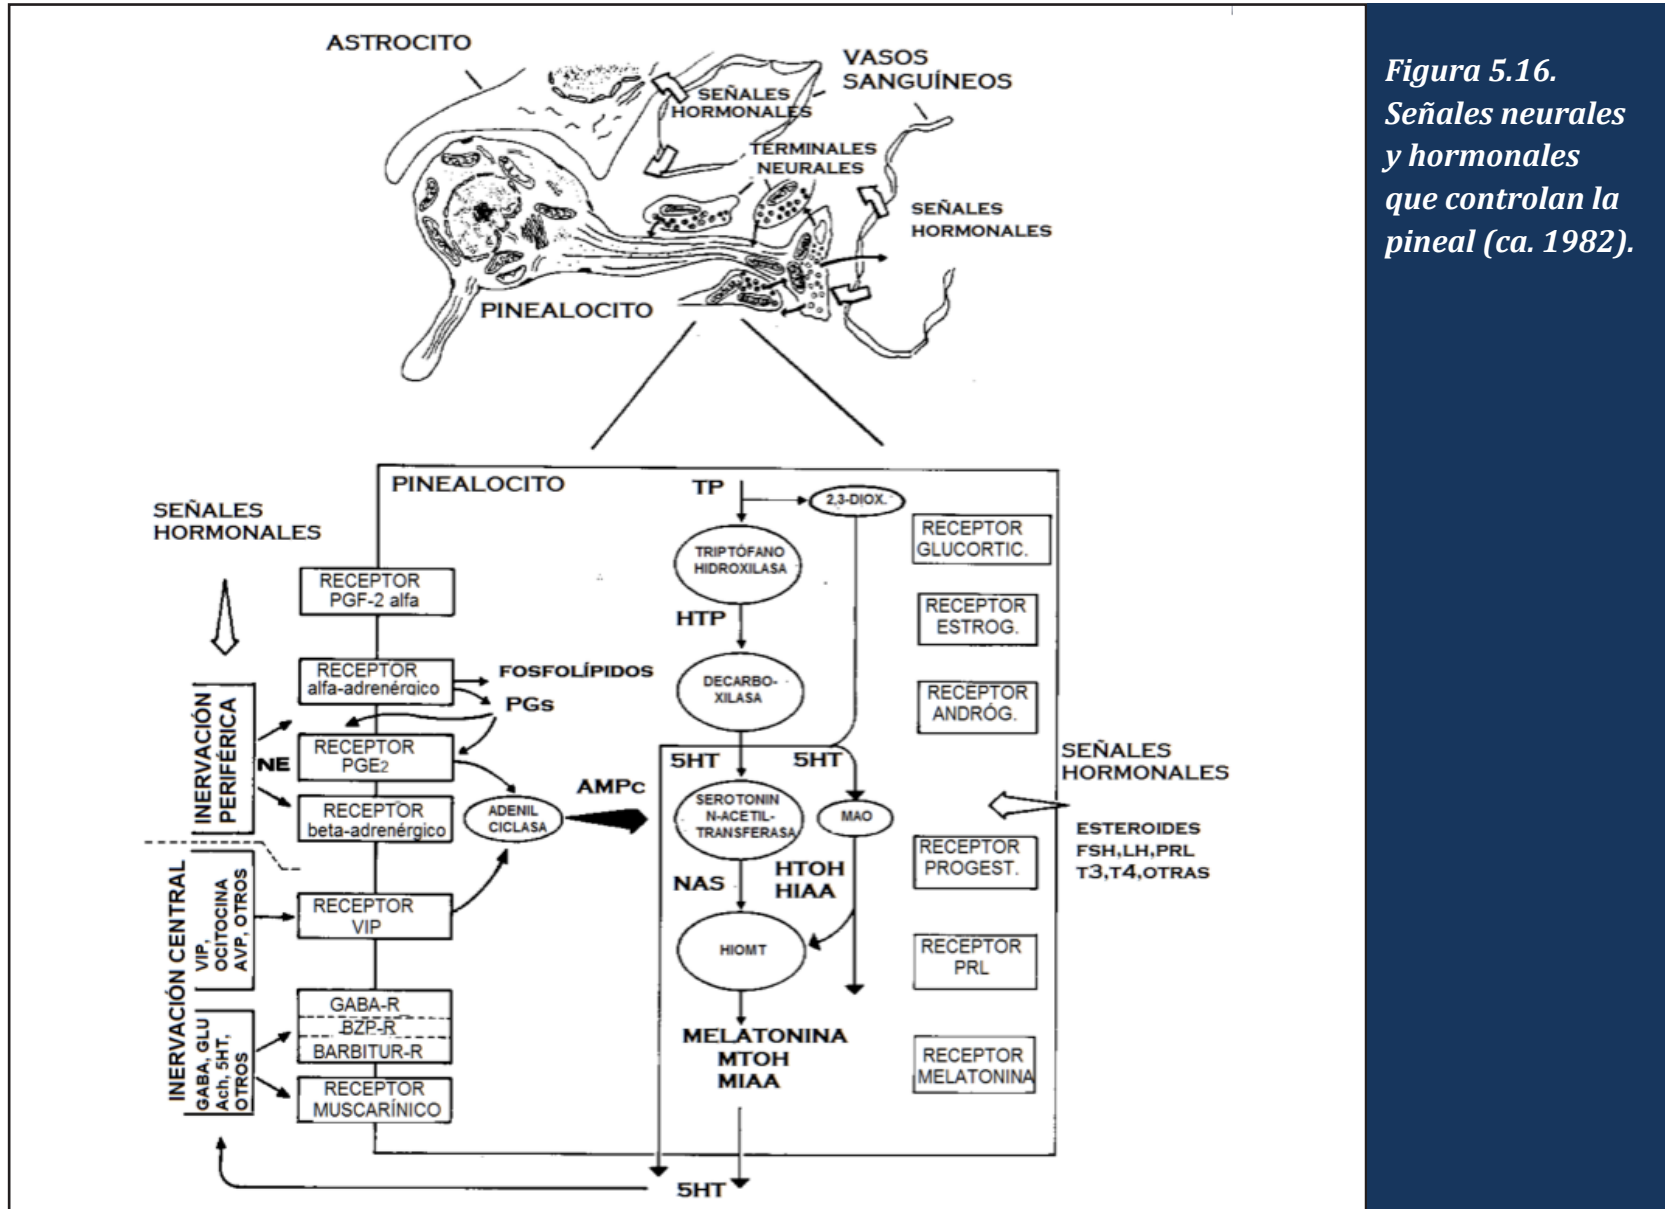 ASTROCITO
VASOS
SANGUÍNEOS
SEÑALES
HORMONALES
TERMINALES
NEURALES
SEÑALES
HORMONALES
PINEALOCITO
Figura 5.16.
Señales neurales
y hormonales
que controlan la
pineal (ca. 1982).
SEÑALES
HORMONALES
INERVACIÓN
PERIFÉRICA
NE
INERVACIÓN CENTRAL
VIP,
OCITOCINA
AVP, OTROS
GABA, GLU
Ach, 5HT,
OTROS
PINEALOCITO
RECEPTOR
PGF-2 alfa
RECEPTOR
alfa-adrenérgico
FOSFOLÍPIDOS
PGs
RECEPTOR
PGE2
RECEPTOR
beta-adrenérgico
ADENIL
CICLASA
AMPc
RECEPTOR
VIP
GABA-R
BZP-R
BARBITUR-R
RECEPTOR
MUSCARÍNICO
TP
2,3-DIOX.
TRIPTÓFANO
HIDROXILASA
HTP
DECARBO-
XILASA
5HT
5HT
SEROTONIN
N-ACETIL-
TRANSFERASA
MAO
NAS
HTOH
HIAA
HIOMT
MELATONINA
MTOH
MIAA
5HT
RECEPTOR
GLUCORTIC.
RECEPTOR
ESTROG.
RECEPTOR
ANDRÓG.
RECEPTOR
PROGEST.
RECEPTOR
PRL
RECEPTOR
MELATONINA
SEÑALES
HORMONALES
ESTEROIDES
FSH,LH,PRL
T3,T4,OTRAS